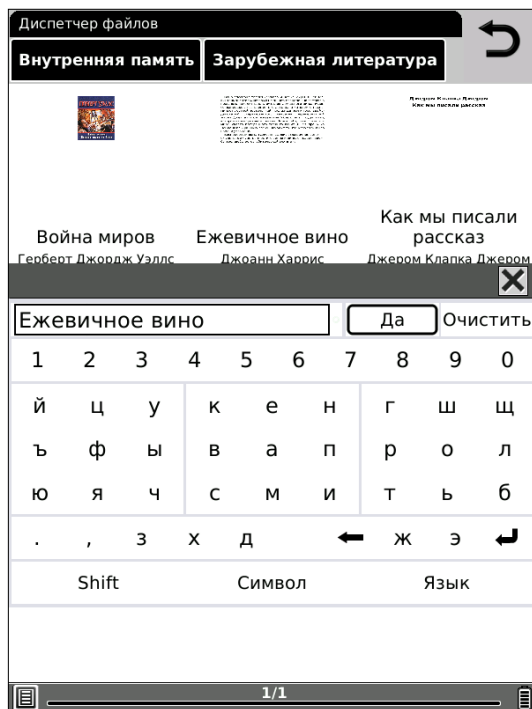 Диспетчер файлов
Внутренняя память Зарубежная литература
Война миров Ежевичное вино Как мы писали рассказ
Герберт Джордж Уэллс Джоанн Харрис Джером Клапка Джером
Ежевичное вино Да Очистить
1 2 3 4 5 6 7 8 9 0
й ц у к е н г ш щ
ъ ф ы в а п р о л
ю я ч с м и т ь б
. , з х д ж э
Shift Символ Язык
1/1